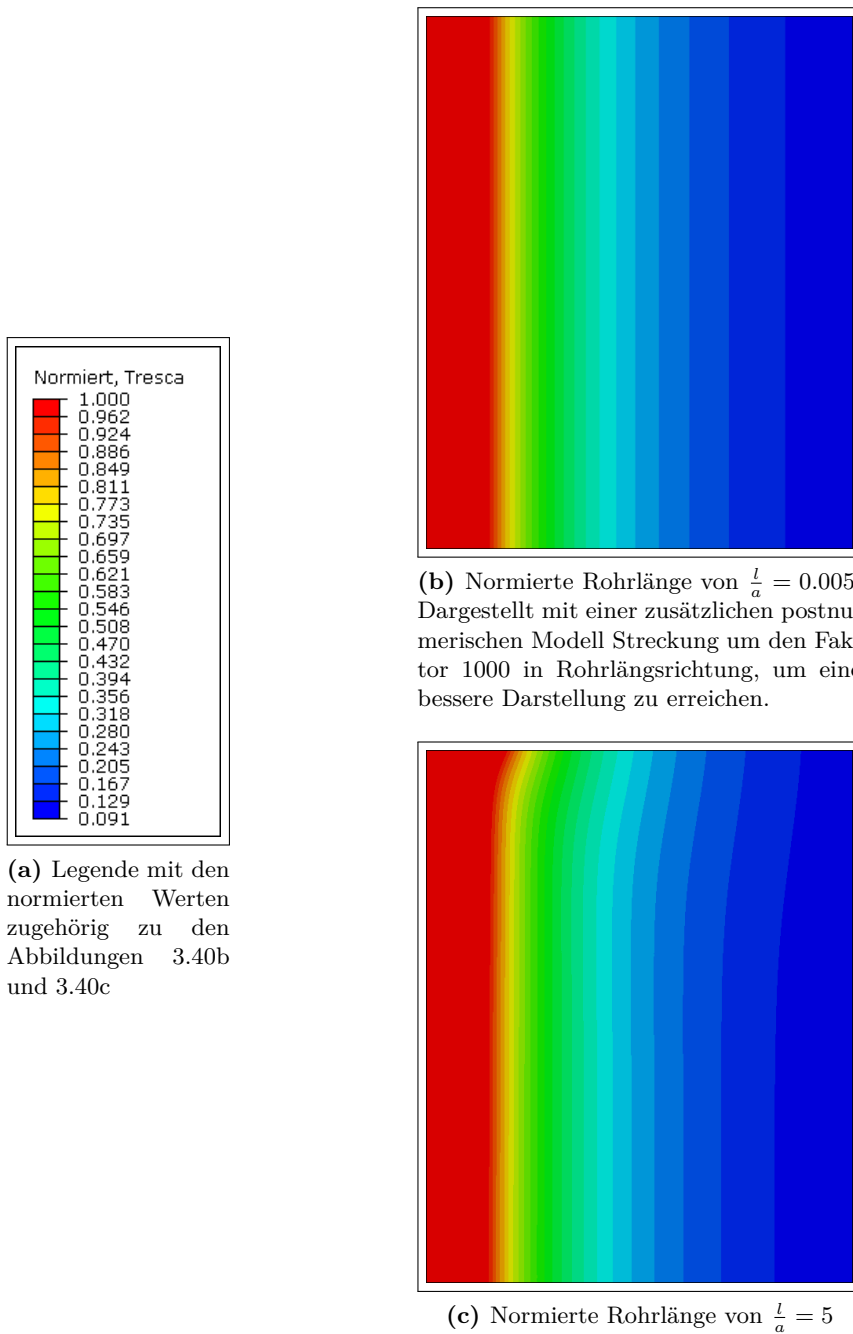 Normiert, Tresca
1.000
0.962
0.924
0.886
0.849
0.811
0.773
0.735
0.697
0.659
0.621
0.583
0.546
0.508
0.470
0.432
0.394
0.356
0.318
0.280
0.243
0.205
0.167
0.129
0.091
(a) Legende mit den
normierten Werten
zugehörig zu den
Abbildungen 3.40b
und 3.40c
(b) Normierte Rohrlänge von l/a = 0.005
Dargestellt mit einer zusätzlichen postnu
merischen Modell Streckung um den Fak
tor 1000 in Rohrlängsrichtung, um eine
bessere Darstellung zu erreichen.
(c) Normierte Rohrlänge von l/a = 5